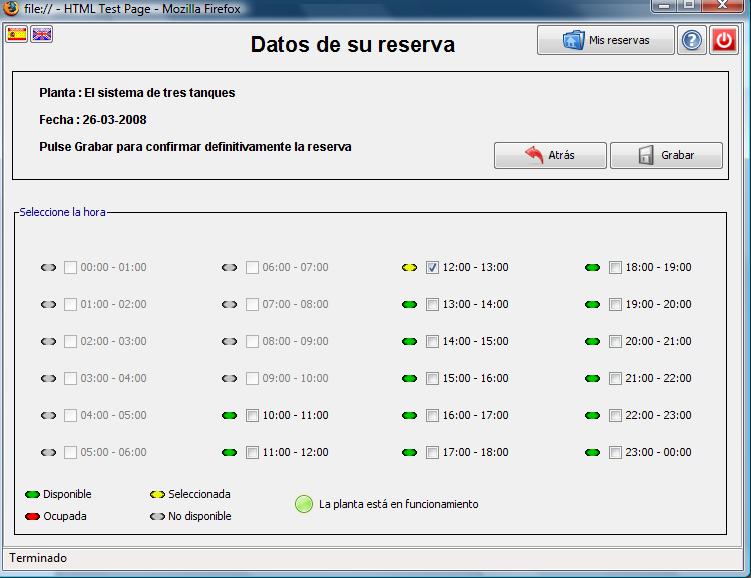 file:// - HTML Test Page - Mozilla Firefox
Datos de su reserva
Mis reservas
?
Planta : El sistema de tres tanques
Fecha : 26-03-2008
Pulse Grabar para confirmar definitivamente la reserva
Atrás
Grabar
Seleccione la hora
00:00 - 01:00
01:00 - 02:00
02:00 - 03:00
03:00 - 04:00
04:00 - 05:00
05:00 - 06:00
06:00 - 07:00
07:00 - 08:00
08:00 - 09:00
09:00 - 10:00
10:00 - 11:00
11:00 - 12:00
12:00 - 13:00
13:00 - 14:00
14:00 - 15:00
15:00 - 16:00
16:00 - 17:00
17:00 - 18:00
18:00 - 19:00
19:00 - 20:00
20:00 - 21:00
21:00 - 22:00
22:00 - 23:00
23:00 - 00:00
Disponible
Seleccionada
Ocupada
No disponible
La planta está en funcionamiento
Terminado